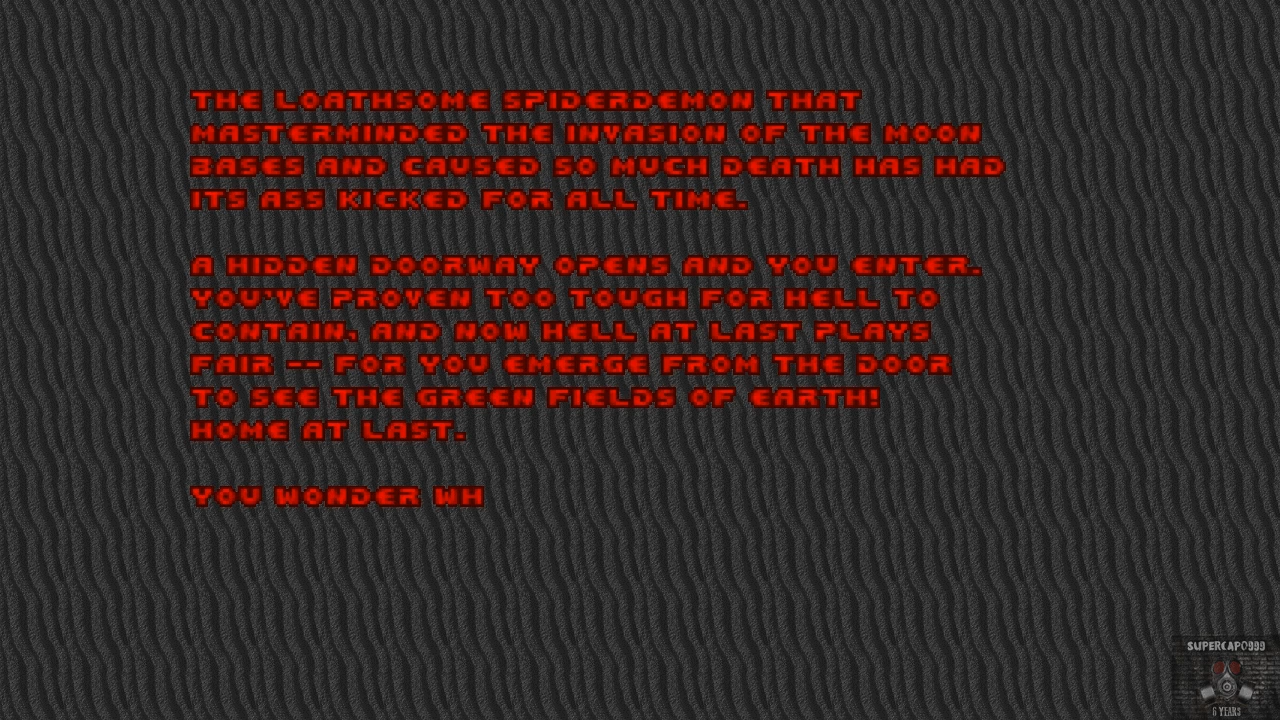 THE LOATHSOME SPIDERDEMON THAT
MASTERMINDED THE INVASION OF THE MOON
BASES AND CAUSED SO MUCH DEATH HAS HAD
ITS ASS KICKED FOR ALL TIME.
A HIDDEN DOORWAY OPENS AND YOU ENTER.
YOU'VE PROVEN TOO TOUGH FOR HELL TO
CONTAIN, AND NOW HELL AT LAST PLAYS
FAIR -- FOR YOU EMERGE FROM THE DOOR
TO SEE THE GREEN FIELDS OF EARTH!
HOME AT LAST.
YOU WONDER WH
SUPERCAPO999
6 YEARS